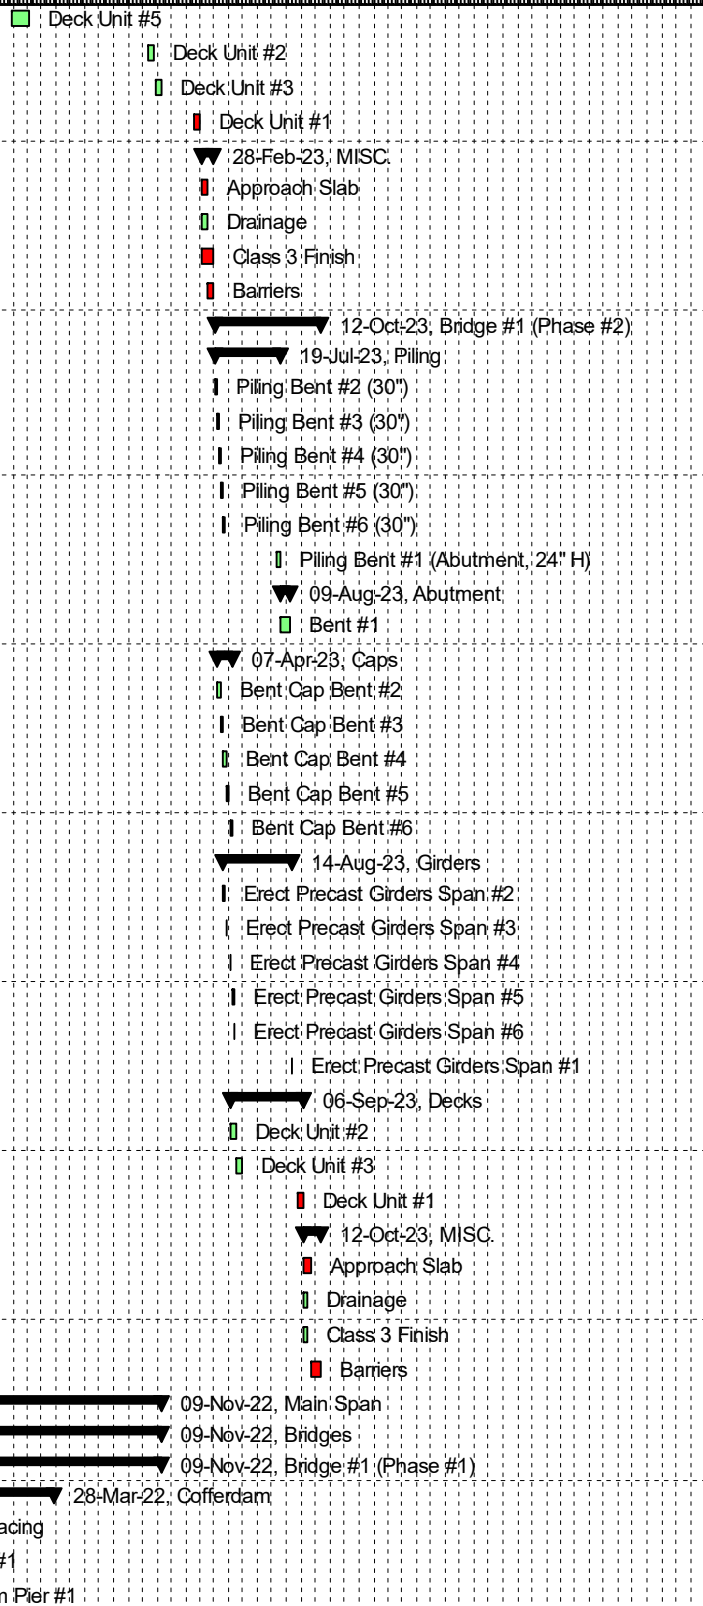 Deck Unit #5
Deck Unit #2
Deck Unit #3
Deck Unit #1
28-Feb-23, MISC.
Approach Slab
Drainage
Class 3 Finish
Barriers
12-Oct-23, Bridge #1 (Phase #2)
19-Jul-23, Piling
Piling Bent #2 (30")
Piling Bent #3 (30")
Piling Bent #4 (30")
Piling Bent #5 (30")
Piling Bent #6 (30")
Piling Bent #1 (Abutment, 24" H)
09-Aug-23, Abutment
Bent #1
07-Apr-23, Caps
Bent Cap Bent #2
Bent Cap Bent #3
Bent Cap Bent #4
Bent Cap Bent #5
Bent Cap Bent #6
14-Aug-23, Girders
Erect Precast Girders Span #2
Erect Precast Girders Span #3
Erect Precast Girders Span #4
Erect Precast Girders Span #5
Erect Precast Girders Span #6
Erect Precast Girders Span #1
06-Sep-23, Decks
Deck Unit #2
Deck Unit #3
Deck Unit #1
12-Oct-23, MISC.
Approach Slab
Drainage
Class 3 Finish
Barriers
09-Nov-22, Main Span
09-Nov-22, Bridges
09-Nov-22, Bridge #1 (Phase #1)
28-Mar-22, Cofferdam
acing
#1
Pier #1